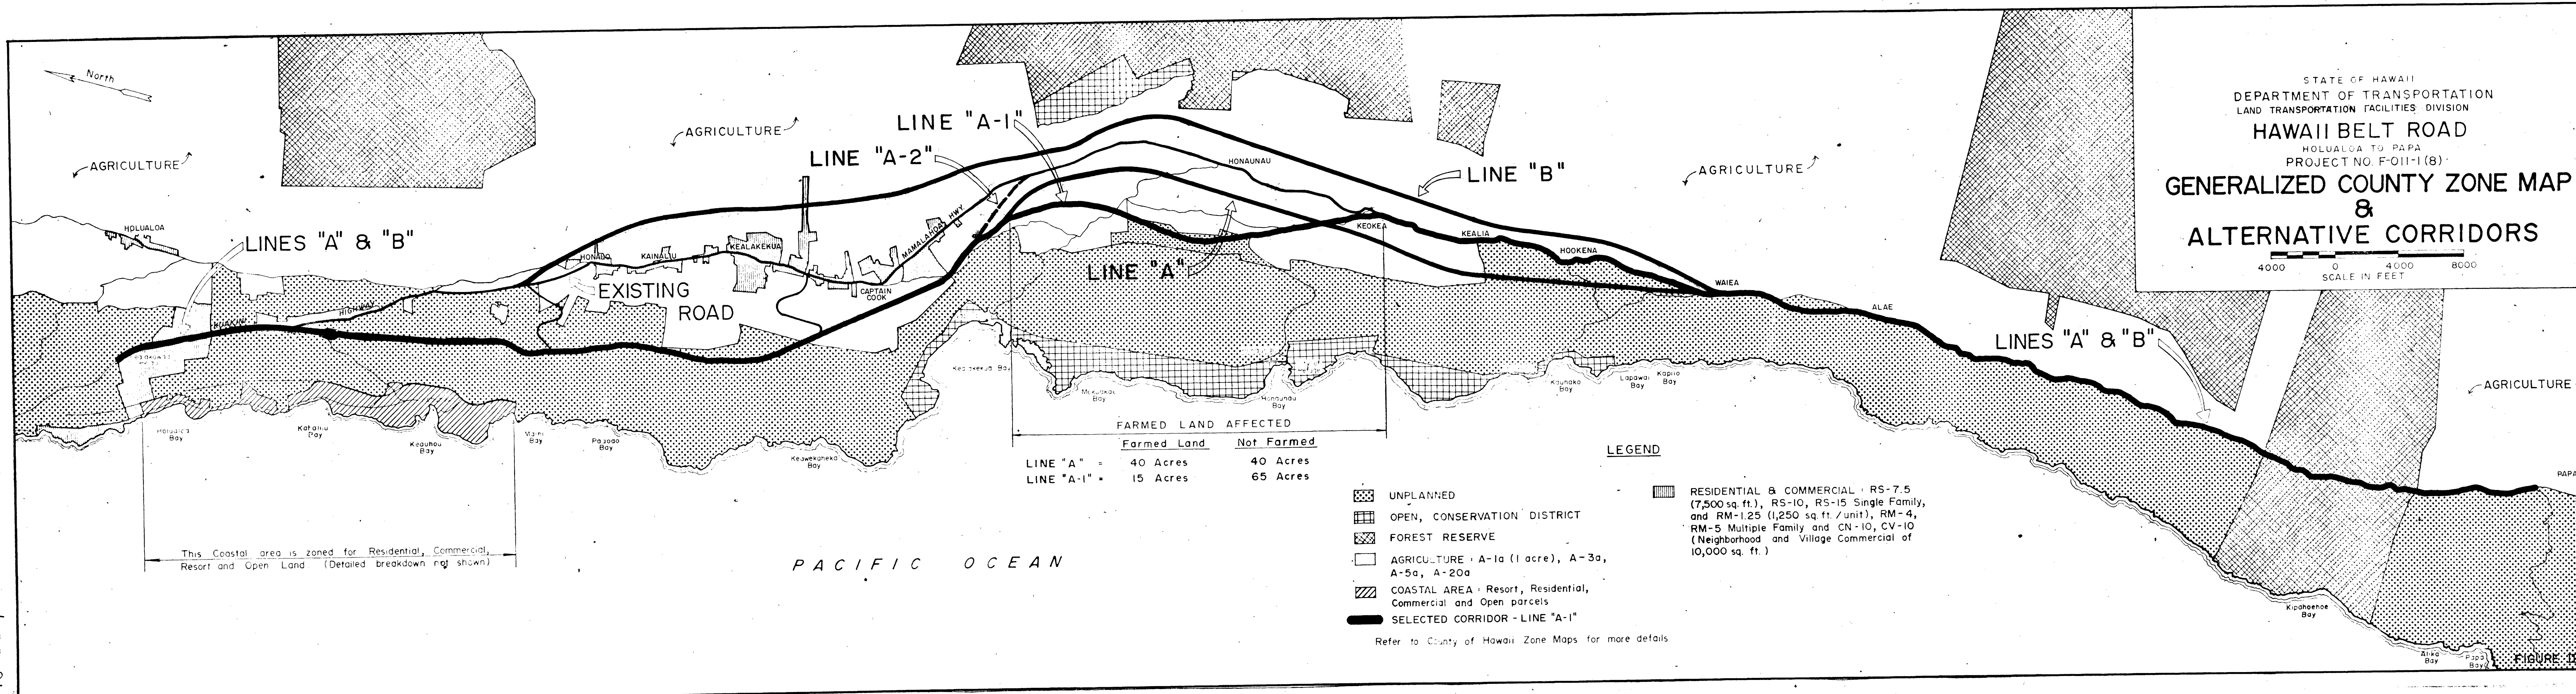 STATE OF HAWAII
DEPARTMENT OF TRANSPORTATION
LAND TRANSPORTATION FACILITIES DIVISION
HAWAII BELT ROAD
HOLUALOA TO PAPA
PROJECT NO. F-011-1(8)
GENERALIZED COUNTY ZONE MAP
&
ALTERNATIVE CORRIDORS
4000 0 4000 8000
SCALE IN FEET
North
AGRICULTURE
AGRICULTURE
AGRICULTURE
AGRICULTURE
LINE "A-1"
LINE "A-2"
LINE "B"
LINE "A"
LINES "A" & "B"
LINES "A" & "B"
HOLUALOA
HONALO
KAINALIU
KEALAKEKUA
CAPTAIN
COOK
MAMALAHOA HWY.
HONAUNAU
KEOKEA
KEALIA
HOOKENA
WAIEA
ALAE
EXISTING
ROAD
KUAKINI
HIGHWAY
Holualoa
Bay
Kahaluu
Bay
Keauhou
Bay
Bay
Bay
Keawekaheka
Bay
Kealakekua Bay
Bay
Honaunau
Bay
Kauhako
Bay
Lapawai
Bay
Kapilo
Bay
Kipahoehoe
Bay
Alika
Bay
Papa
Bay
FARMED LAND AFFECTED
Farmed Land Not Farmed
LINE "A" = 40 Acres 40 Acres
LINE "A-1" = 15 Acres 65 Acres
This Coastal area is zoned for Residential, Commercial,
Resort and Open Land. (Detailed breakdown not shown)
PACIFIC OCEAN
LEGEND
UNPLANNED
OPEN, CONSERVATION DISTRICT
FOREST RESERVE
AGRICULTURE : A-1a (1 acre), A-3a,
A-5a, A-20a
COASTAL AREA : Resort, Residential,
Commercial and Open parcels
SELECTED CORRIDOR - LINE "A-1"
Refer to County of Hawaii Zone Maps for more details
RESIDENTIAL & COMMERCIAL : RS-7.5
(7,500 sq. ft.), RS-10, RS-15 Single Family,
and RM-1.25 (1,250 sq. ft./unit), RM-4,
RM-5 Multiple Family and CN-10, CV-10
(Neighborhood and Village Commercial of
10,000 sq. ft.)
PAPA
FIGURE